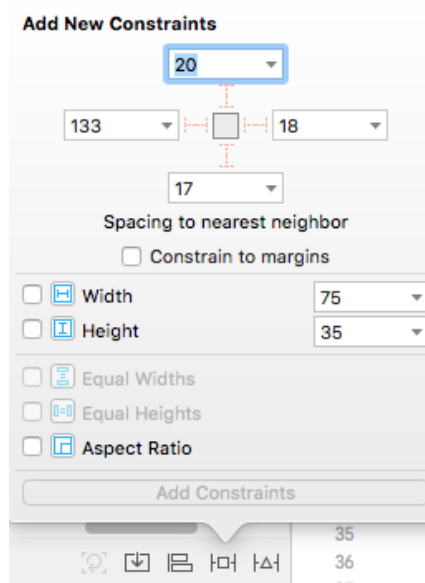 Add New Constraints
20
133
18
17
Spacing to nearest neighbor
Constrain to margins
Width 75
Height 35
Equal Widths
Equal Heights
Aspect Ratio
Add Constraints
35
36